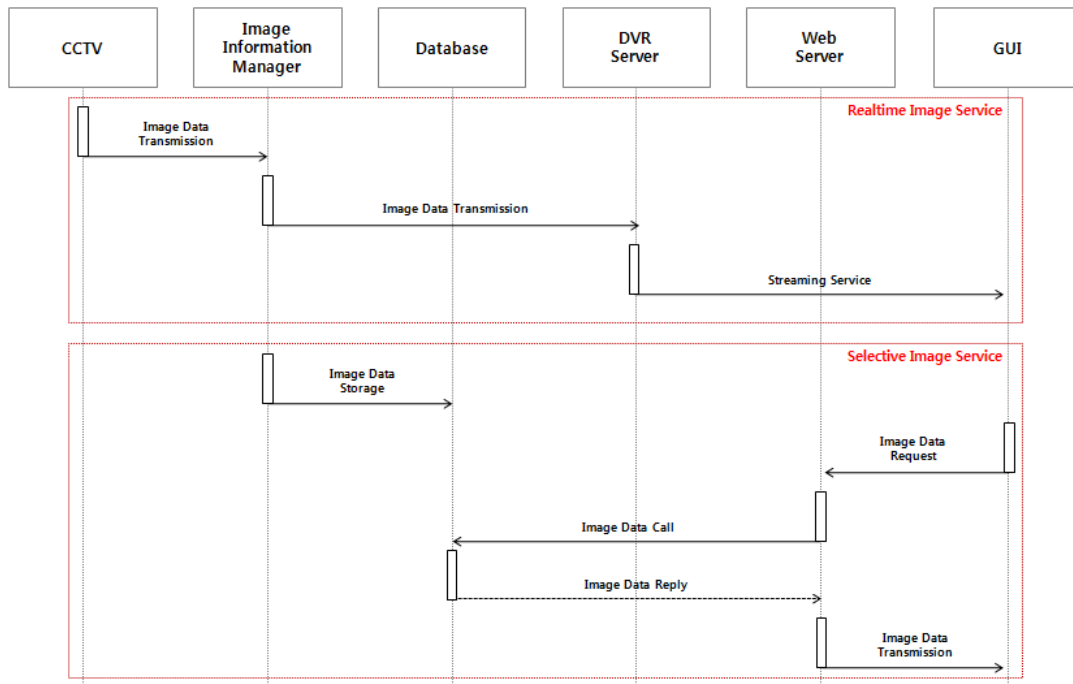 CCTV
Image
Information
Manager
Database
DVR
Server
Web
Server
GUI
Realtime Image Service
Image Data
Transmission
Image Data Transmission
Streaming Service
Selective Image Service
Image Data
Storage
Image Data
Request
Image Data Call
Image Data Reply
Image Data
Transmission